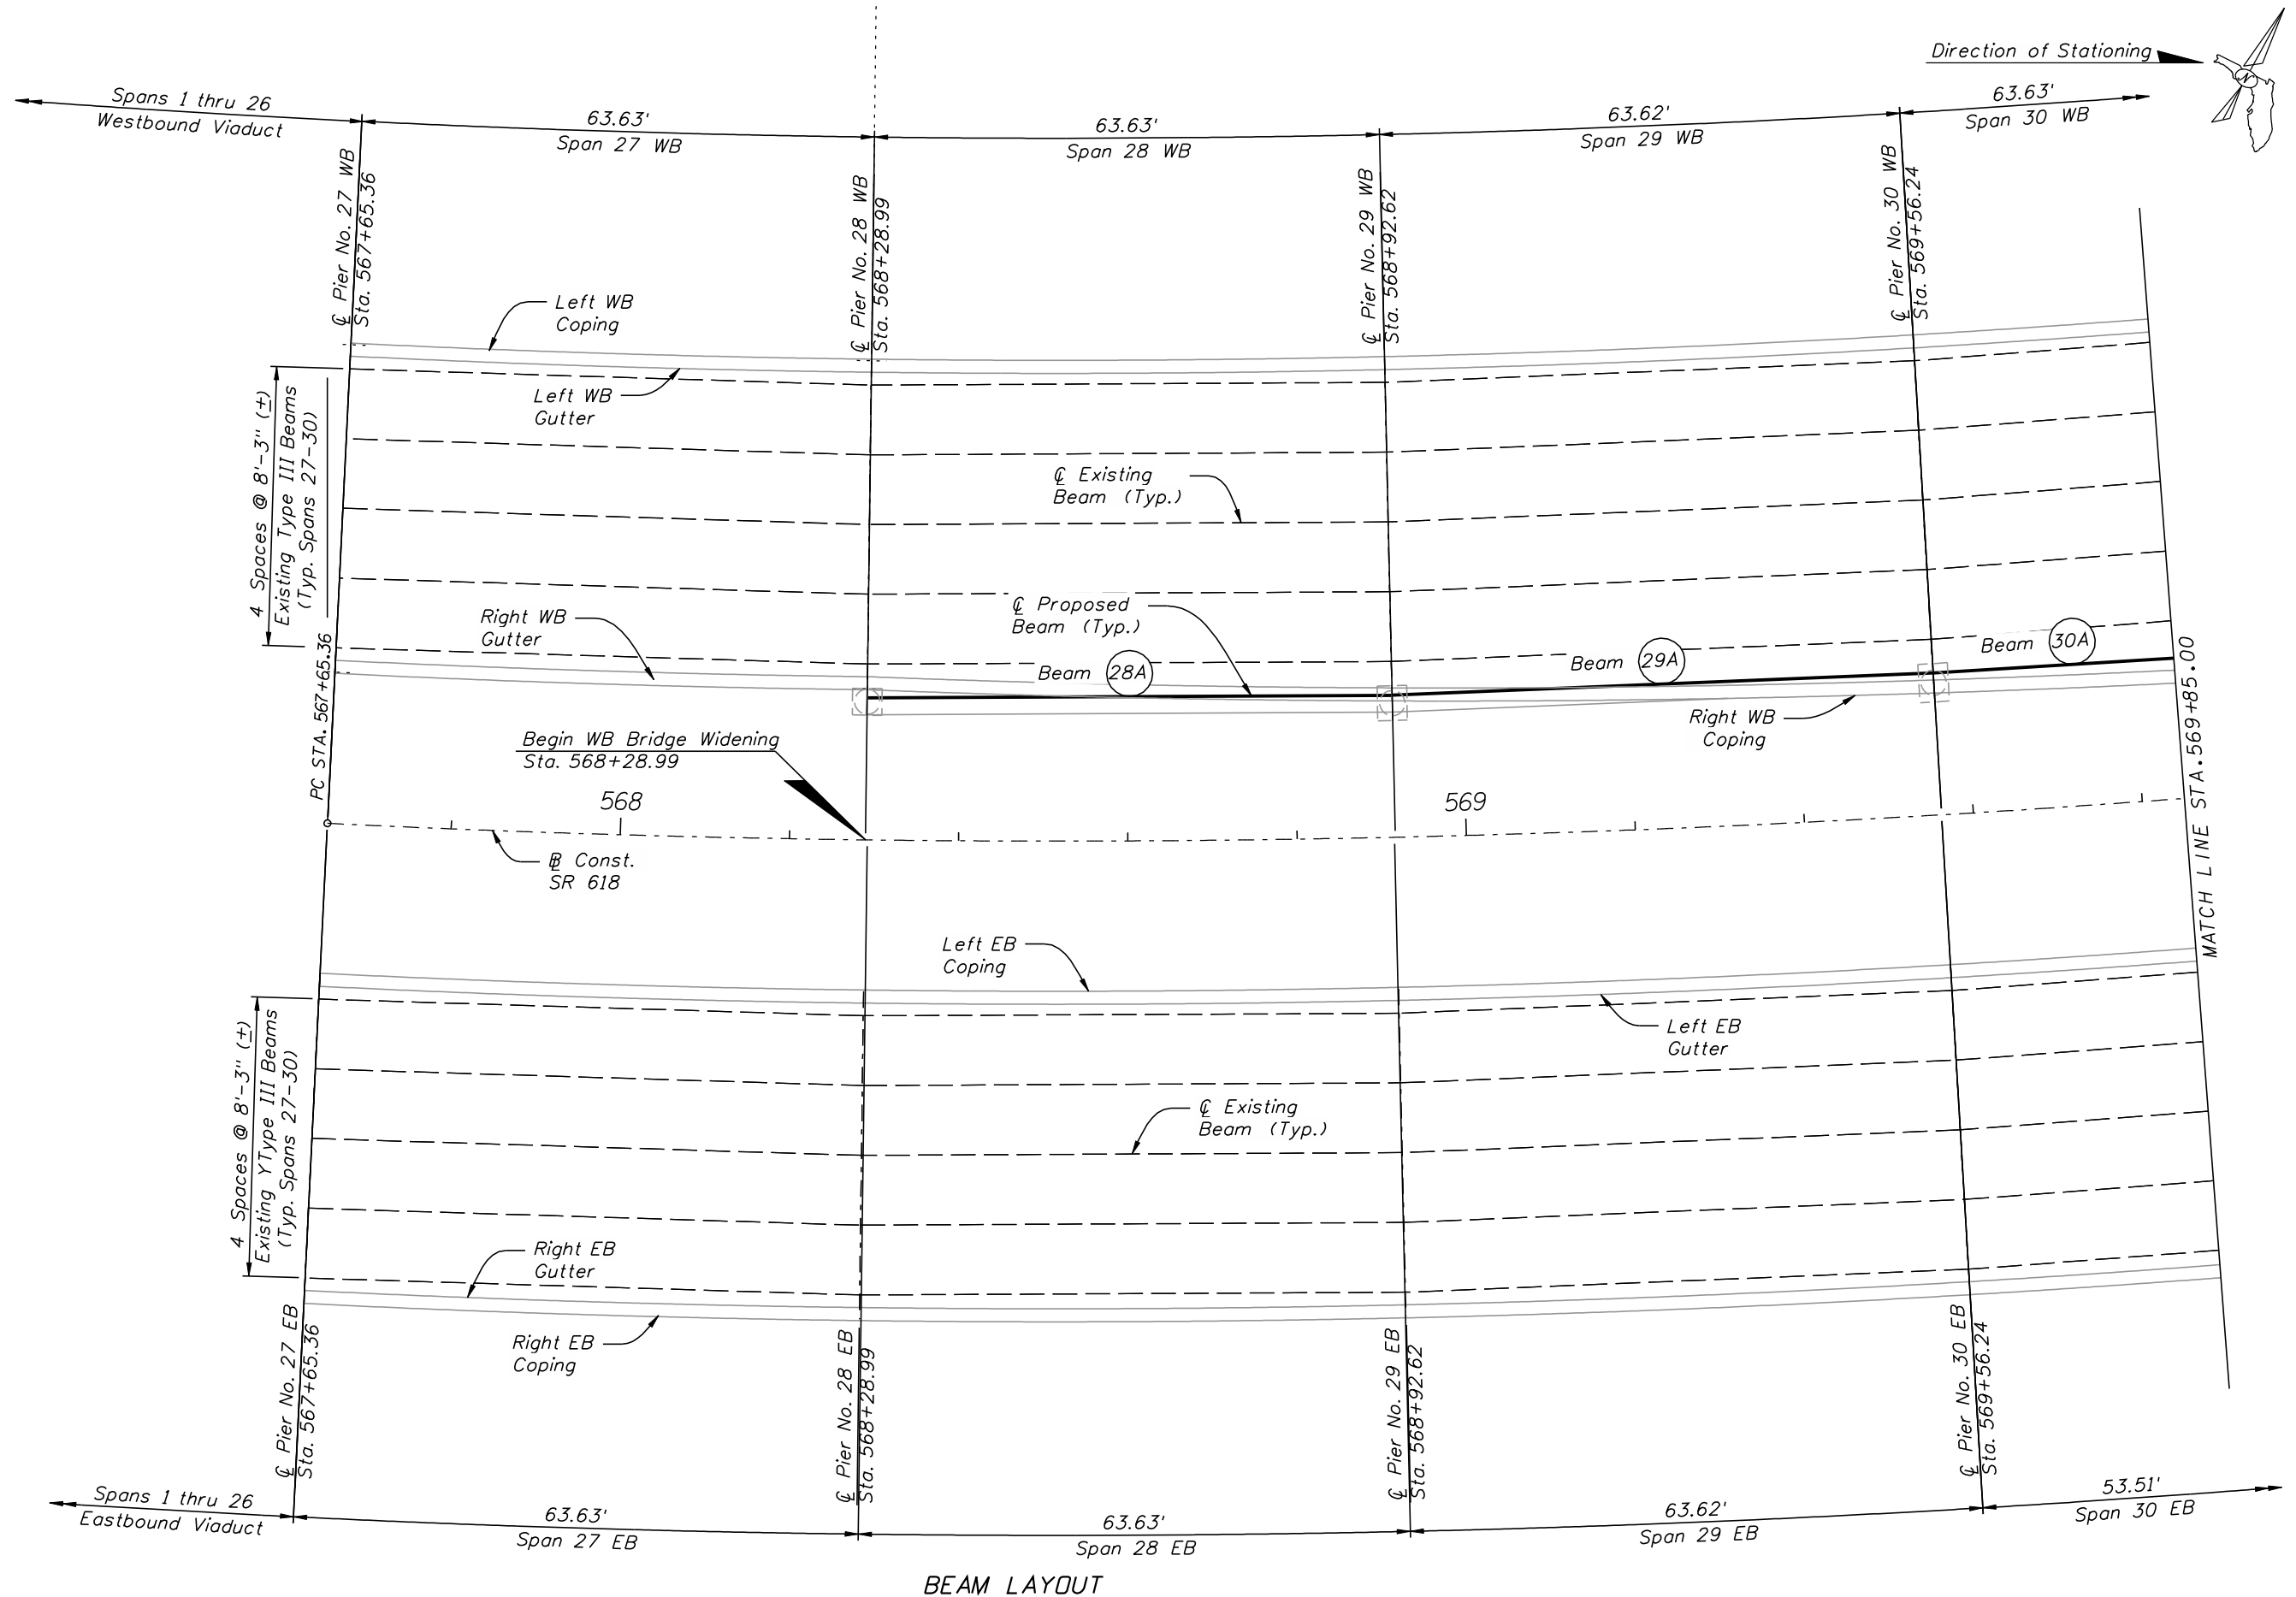 Direction of Stationing
N
Spans 1 thru 26
Westbound Viaduct
63.63'
Span 27 WB
63.63'
Span 28 WB
63.62'
Span 29 WB
63.63'
Span 30 WB
℄ Pier No. 27 WB
Sta. 567+65.36
℄ Pier No. 28 WB
Sta. 568+28.99
℄ Pier No. 29 WB
Sta. 568+92.62
℄ Pier No. 30 WB
Sta. 569+56.24
Left WB
Coping
Left WB
Gutter
4 Spaces @ 8'-3" (±)
Existing Type III Beams
(Typ. Spans 27-30)
℄ Existing
Beam (Typ.)
Right WB
Gutter
℄ Proposed
Beam (Typ.)
Beam 28A
Beam 29A
Beam 30A
Right WB
Coping
PC STA. 567+65.36
Begin WB Bridge Widening
Sta. 568+28.99
568
569
MATCH LINE STA. 569+85.00
BL Const.
SR 618
Left EB
Coping
Left EB
Gutter
4 Spaces @ 8'-3" (±)
Existing YType III Beams
(Typ. Spans 27-30)
℄ Existing
Beam (Typ.)
Right EB
Gutter
Right EB
Coping
℄ Pier No. 27 EB
Sta. 567+65.36
℄ Pier No. 28 EB
Sta. 568+28.99
℄ Pier No. 29 EB
Sta. 568+92.62
℄ Pier No. 30 EB
Sta. 569+56.24
Spans 1 thru 26
Eastbound Viaduct
63.63'
Span 27 EB
63.63'
Span 28 EB
63.62'
Span 29 EB
53.51'
Span 30 EB
BEAM LAYOUT